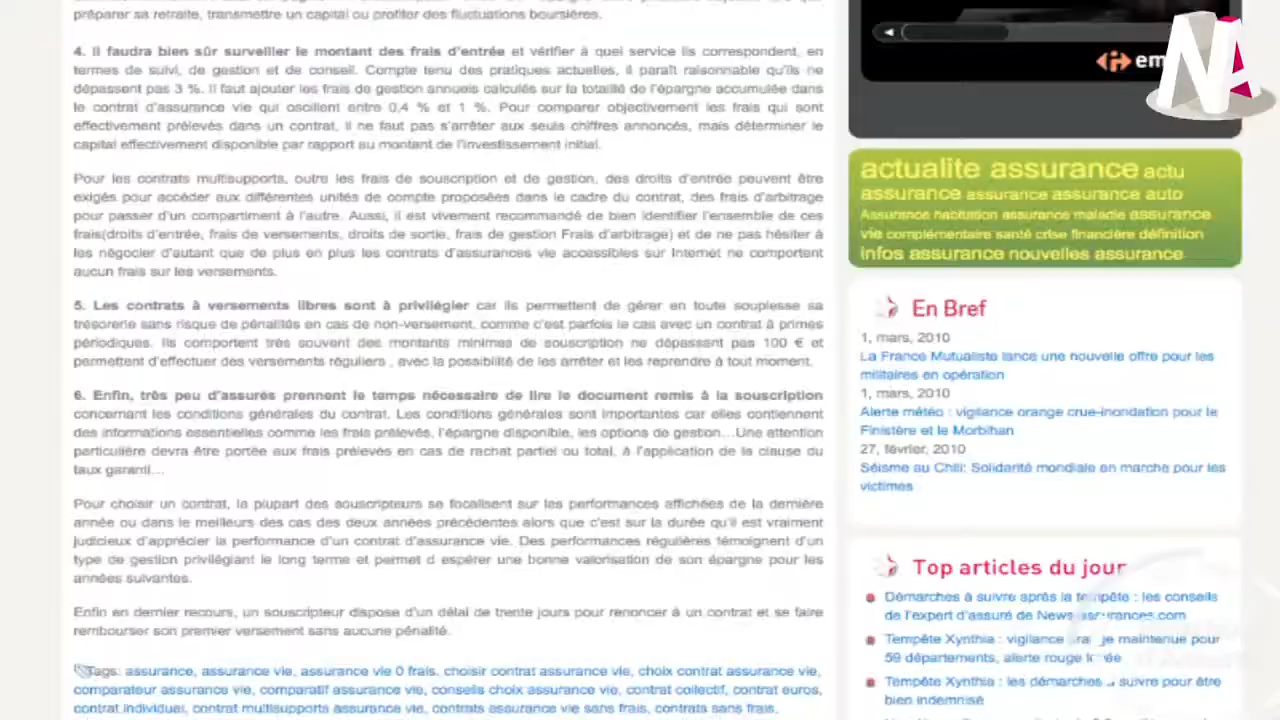 préparer sa retraite, transmettre un capital ou profiter des fluctuations boursières.
4. Il faudra bien sûr surveiller le montant des frais d'entrée et vérifier à quel service ils correspondent, en
termes de suivi, de gestion et de conseil. Compte tenu des pratiques actuelles, il paraît raisonnable qu'ils ne
dépassent pas 3 %. Il faut ajouter les frais de gestion annuels calculés sur la totalité de l'épargne accumulée dans
le contrat d'assurance vie qui oscillent entre 0,4 % et 1 %. Pour comparer objectivement les frais qui sont
effectivement prélevés dans un contrat, il ne faut pas s'arrêter aux seuls chiffres annoncés, mais déterminer le
capital effectivement disponible par rapport au montant de l'investissement initial.
Pour les contrats multisupports, outre les frais de souscription et de gestion, des droits d'entrée peuvent être
exigés pour accéder aux différentes unités de compte proposées dans le cadre du contrat, des frais d'arbitrage
pour passer d'un compartiment à l'autre. Aussi, il est vivement recommandé de bien identifier l'ensemble de ces
frais(droits d'entrée, frais de versements, droits de sortie, frais de gestion Frais d'arbitrage) et de ne pas hésiter à
les négocier d'autant que de plus en plus les contrats d'assurances vie accessibles sur Internet ne comportent
aucun frais sur les versements.
5. Les contrats à versements libres sont à privilégier car ils permettent de gérer en toute souplesse sa
trésorerie sans risque de pénalités en cas de non-versement, comme c'est parfois le cas avec un contrat à primes
périodiques. Ils comportent très souvent des montants minimas de souscription ne dépassant pas 100 € et
permettent d'effectuer des versements réguliers , avec la possibilité de les arrêter et les reprendre à tout moment.
6. Enfin, très peu d'assurés prennent le temps nécessaire de lire le document remis à la souscription
concernant les conditions générales du contrat. Les conditions générales sont importantes car elles contiennent
des informations essentielles comme les frais prélevés, l'épargne disponible, les options de gestion...Une attention
particulière devra être portée aux frais prélevés en cas de rachat partiel ou total, à l'application de la clause du
taux garanti...
Pour choisir un contrat, la plupart des souscripteurs se focalisent sur les performances affichées de la dernière
année ou dans le meilleurs des cas des deux années précédentes alors que c'est sur la durée qu'il est vraiment
judicieux d'apprécier la performance d'un contrat d'assurance vie. Des performances régulières témoignent d'un
type de gestion privilégiant le long terme et permet d espérer une bonne valorisation de son épargne pour les
années suivantes.
Enfin en dernier recours, un souscripteur dispose d'un délai de trente jours pour renoncer à un contrat et se faire
rembourser son premier versement sans aucune pénalité.
Tags: assurance, assurance vie, assurance vie 0 frais, choisir contrat assurance vie, choix contrat assurance vie,
comparateur assurance vie, comparatif assurance vie, conseils choix assurance vie, contrat collectif, contrat euros,
contrat individuel, contrat multisupports assurance vie, contrats assurance vie sans frais, contrats sans frais,
em
NA
actualite assurance actu
assurance assurance assurance auto
Assurance habitation assurance maladie assurance
vie complémentaire santé crise financière définition
infos assurance nouvelles assurance
En Bref
1, mars, 2010
La France Mutualiste lance une nouvelle offre pour les
militaires en opération
1, mars, 2010
Alerte météo : vigilance orange crue-inondation pour le
Finistère et le Morbihan
27, février, 2010
Séisme au Chili: Solidarité mondiale en marche pour les
victimes
Top articles du jour
Démarches à suivre après la tempête : les conseils
de l'expert d'assuré de News assurances.com
Tempête Xynthia : vigilance maintenue pour
59 départements, alerte rouge
Tempête Xynthia : les démarches à suivre pour être
bien indemnisé